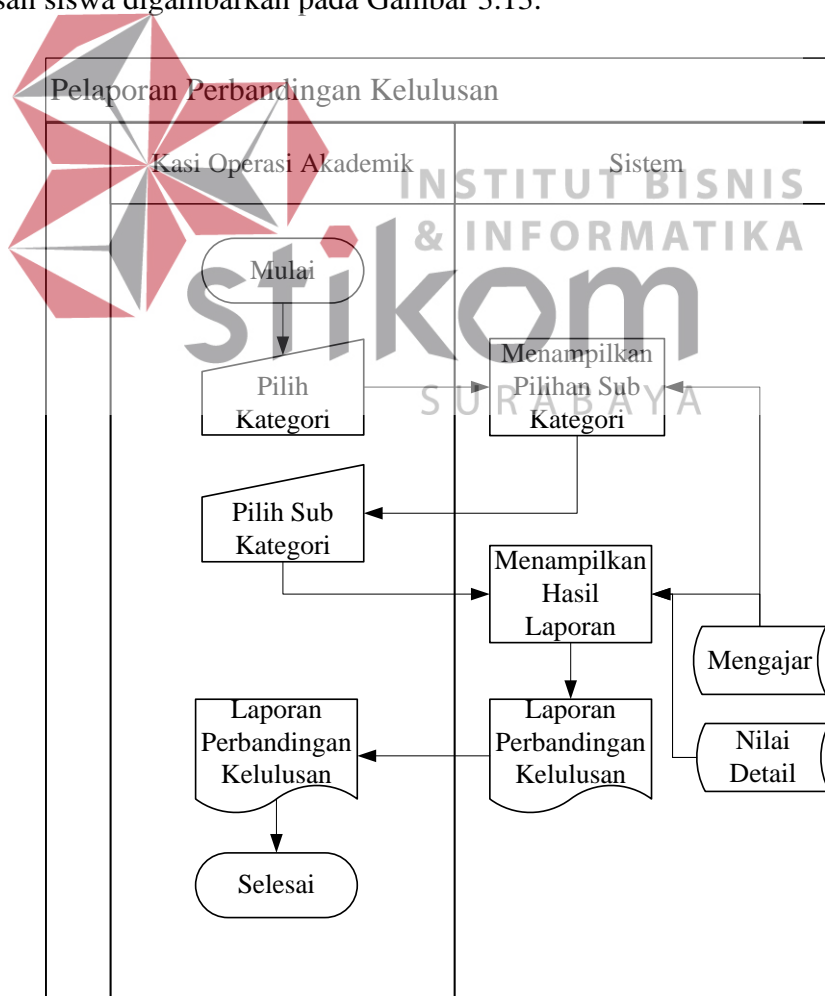 san siswa digambarkan pada Gambar 3.13.
Pelaporan Perbandingan Kelulusan
Kasi Operasi Akademik
Sistem
INSTITUT BISNIS
& INFORMATIKA
stikom
SURABAYA
Mulai
Pilih
Kategori
Menampilkan
Pilihan Sub
Kategori
Pilih Sub
Kategori
Menampilkan
Hasil
Laporan
Mengajar
Laporan
Perbandingan
Kelulusan
Laporan
Perbandingan
Kelulusan
Nilai
Detail
Selesai